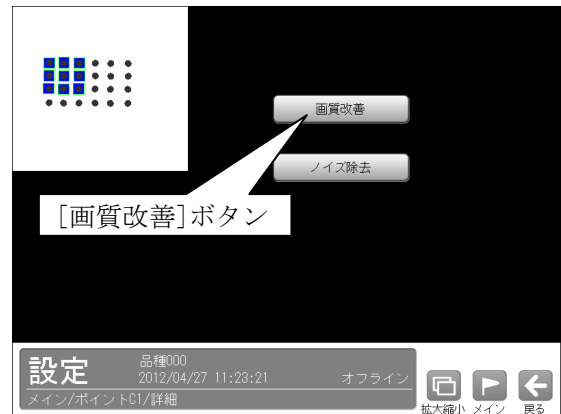 画質改善
ノイズ除去
[画質改善]ボタン
設定
品種000
2012/04/27 11:23:21
オフライン
メイン/ポイントC1/詳細
拡大縮小 メイン 戻る